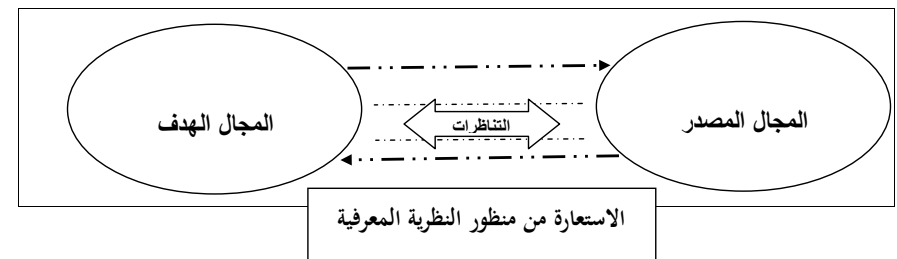 المجال المصدر
التناظرات
المجال الهدف
الاستعارة من منظور النظرية المعرفية